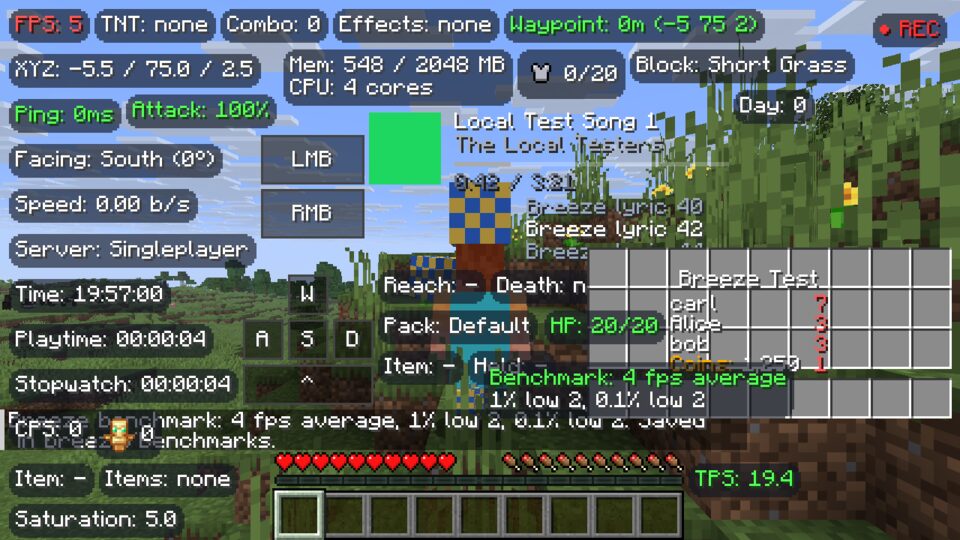 FPS: 5
TNT: none
Combo: 0
Effects: none
Waypoint: 0m (-5 75 2)
● REC
XYZ: -5.5 / 75.0 / 2.5
Mem: 548 / 2048 MB
CPU: 4 cores
0/20
Block: Short Grass
Ping: 0ms
Attack: 100%
Day: 0
Local Test Song 1
The Local Testers
0:42 / 3:21
Facing: South (0°)
LMB
RMB
Speed: 0.00 b/s
Breeze lyric 40
Breeze lyric 42
Breeze
Server: Singleplayer
Breeze Test
Time: 19:57:00
W
Reach: -
Death: n
carl 7
Alice 3
bob 3
Coins: 1,250 1
Playtime: 00:00:04
A
S
D
Pack: Default
HP: 20/20
Item: -
Held: -
Stopwatch: 00:00:04
^
Benchmark: 4 fps average
1% low 2, 0.1% low 2
benchmark: 4 fps average, 1% low 2, 0.1% low 2. Saved
in breeze benchmarks.
CPS: 0
0
Item: -
Items: none
TPS: 19.4
Saturation: 5.0